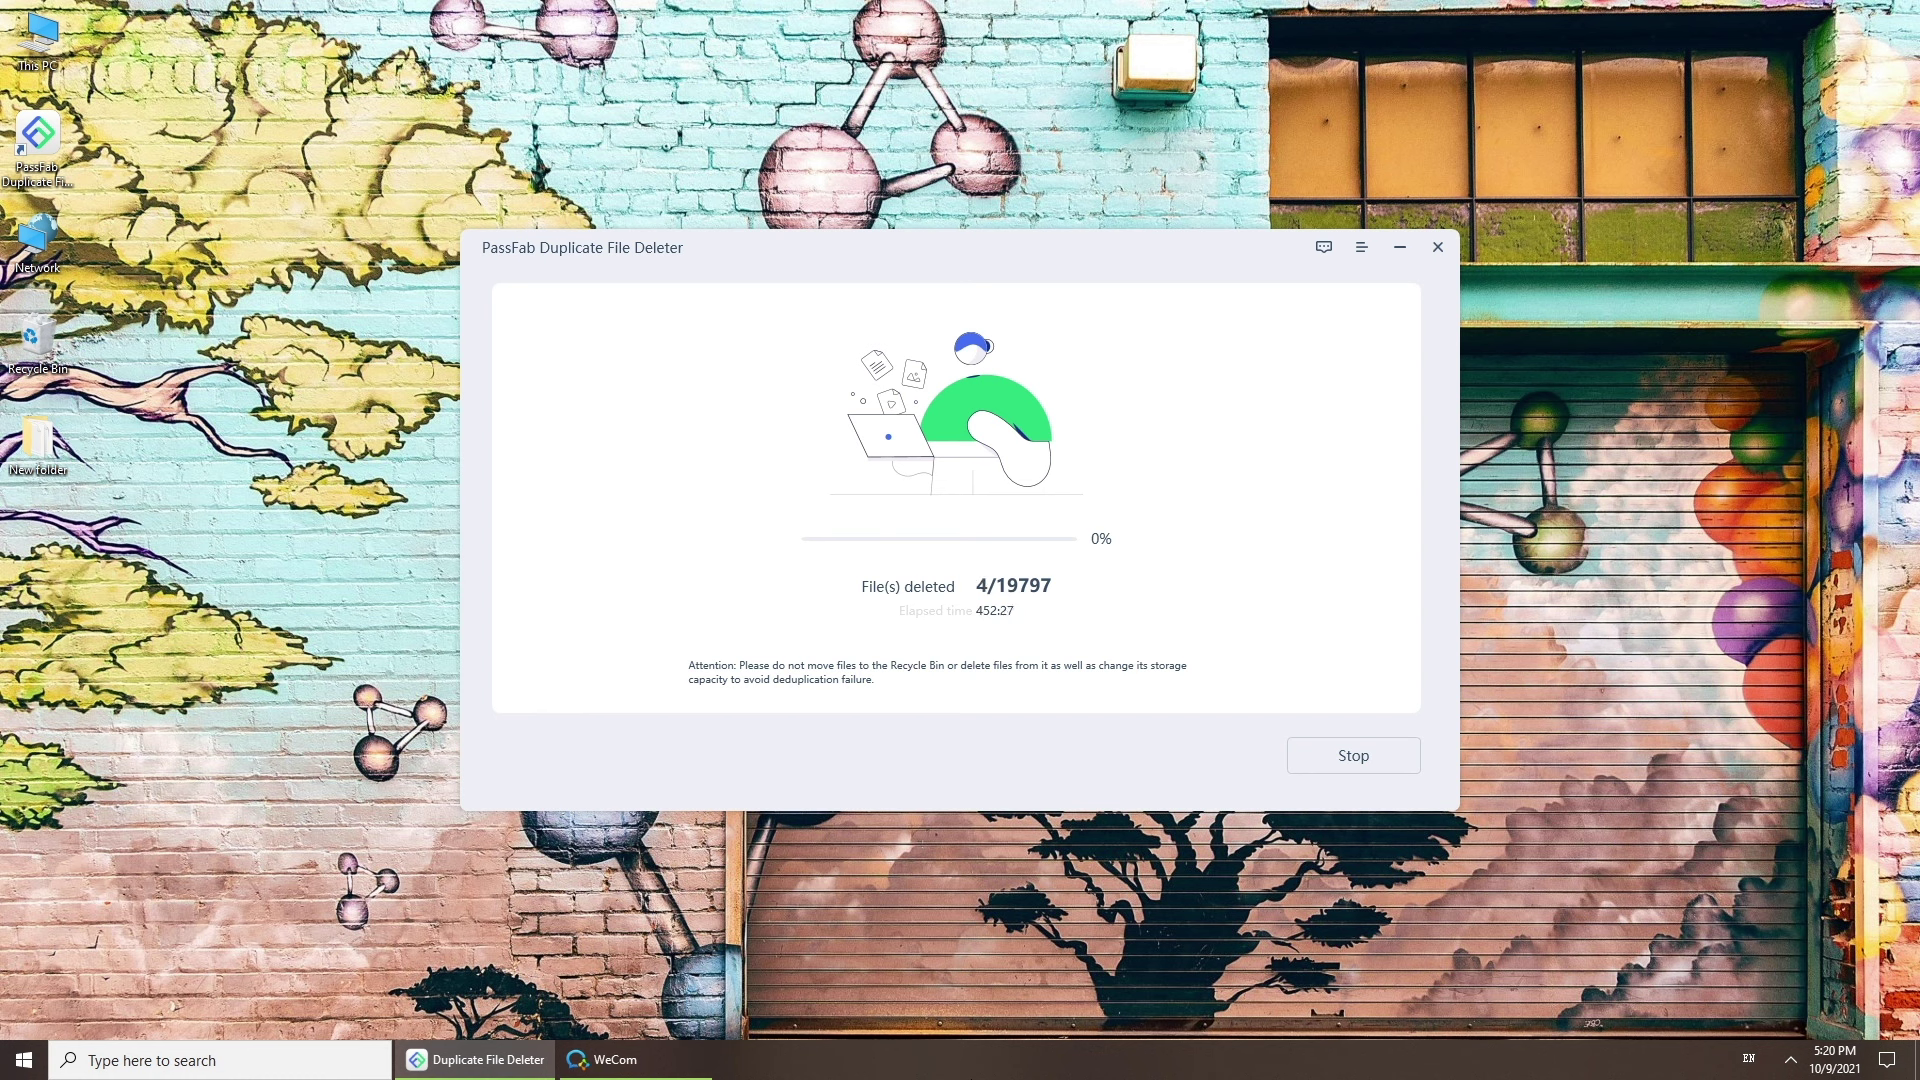 This PC
PassFab
Duplicate Fi...
Network
Recycle Bin
New folder
PassFab Duplicate File Deleter
0%
File(s) deleted 4/19797
Elapsed time 452:27
Attention: Please do not move files to the Recycle Bin or delete files from it as well as change its storage
capacity to avoid deduplication failure.
Stop
Type here to search
Duplicate File Deleter
WeCom
EN
5:20 PM
10/9/2021